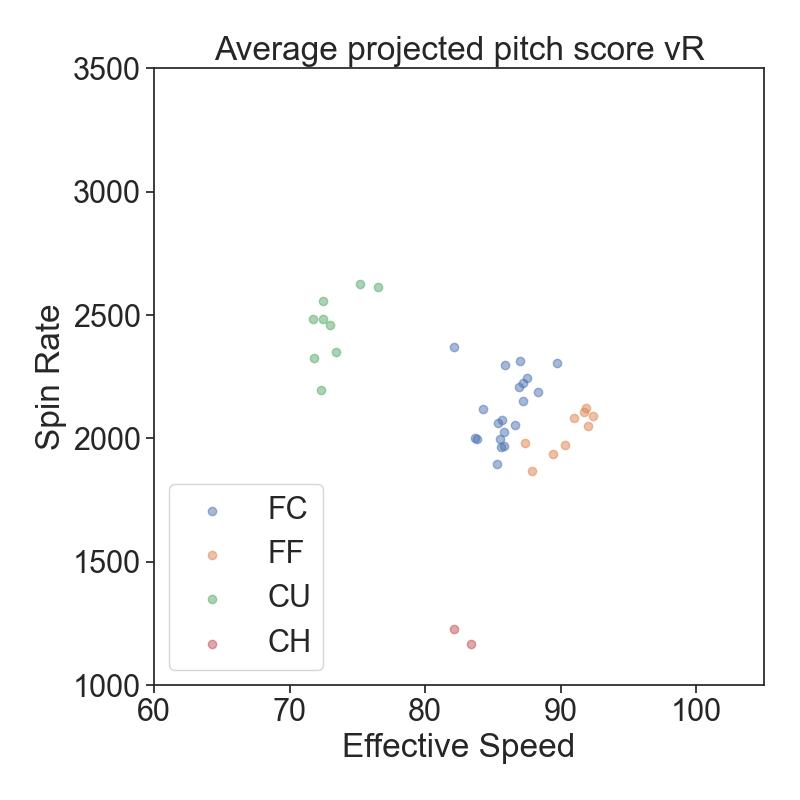 Average projected pitch score vR
3500
3000
2500
2000
1500
1000
Spin Rate
FC
FF
CU
CH
60 70 80 90 100
Effective Speed